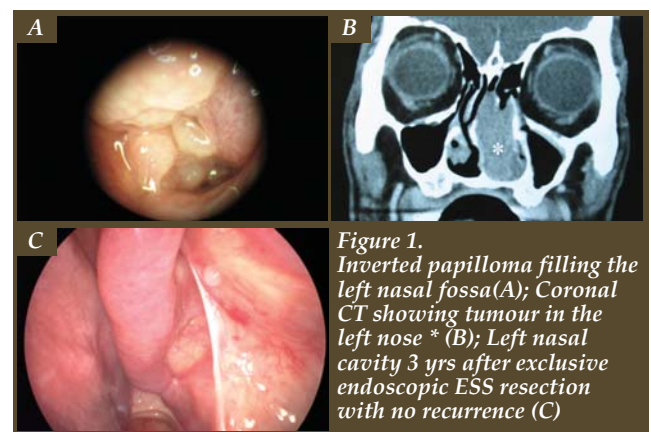 A
B
*
C
Figure 1.
Inverted papilloma filling the
left nasal fossa(A); Coronal
CT showing tumour in the
left nose * (B); Left nasal
cavity 3 yrs after exclusive
endoscopic ESS resection
with no recurrence (C)